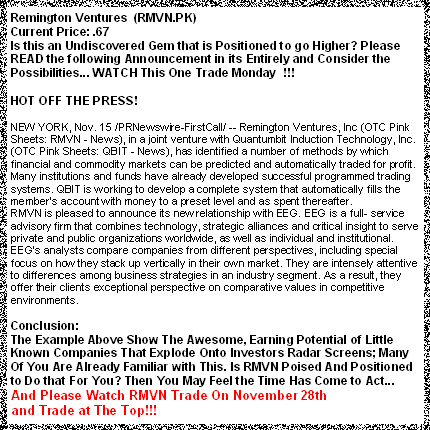 Remington Ventures (RMVN.PK)
Current Price: .67
Is this an Undiscovered Gem that is Positioned to go Higher? Please
READ the following Announcement in its Entirely and Consider the
Possibilities... WATCH This One Trade Monday !!!
HOT OFF THE PRESS!
NEW YORK, Nov. 15 /PRNewswire-FirstCall/ -- Remington Ventures, Inc (OTC Pink
Sheets: RMVN - News), in a joint venture with Quantumbit Induction Technology, Inc.
(OTC Pink Sheets: QBIT - News), has identified a number of methods by which
financial and commodity markets can be predicted and automatically traded for profit.
Many institutions and funds have already developed successful programmed trading
systems. QBIT is working to develop a complete system that automatically fills the
member's account with money to a preset level and as spent thereafter.
RMVN is pleased to announce its new relationship with EEG. EEG is a full- service
advisory firm that combines technology, strategic alliances and critical insight to serve
private and public organizations worldwide, as well as individual and institutional.
EEG's analysts compare companies from different perspectives, including special
focus on how they stack up vertically in their own market. They are intensely attentive
to differences among business strategies in an industry segment. As a result, they
offer their clients exceptional perspective on comparative values in competitive
environments.
Conclusion:
The Example Above Show The Awesome, Earning Potential of Little
Known Companies That Explode Onto Investors Radar Screens; Many
Of You Are Already Familiar with This. Is RMVN Poised And Positioned
to Do that For You? Then You May Feel the Time Has Come to Act...
And Please Watch RMVN Trade On November 28th
and Trade at The Top!!!